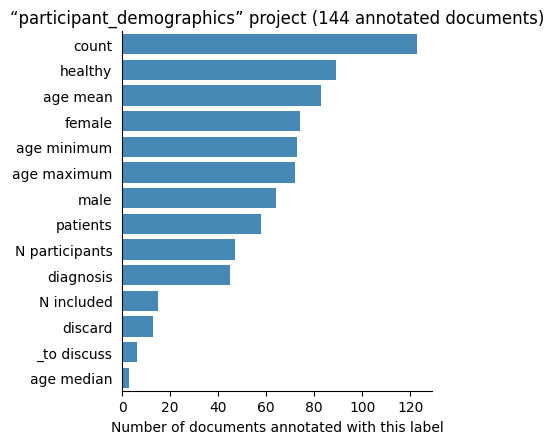 “participant_demographics” project (144 annotated documents)
count
healthy
age mean
female
age minimum
age maximum
male
patients
N participants
diagnosis
N included
discard
_to discuss
age median
0 20 40 60 80 100 120
Number of documents annotated with this label